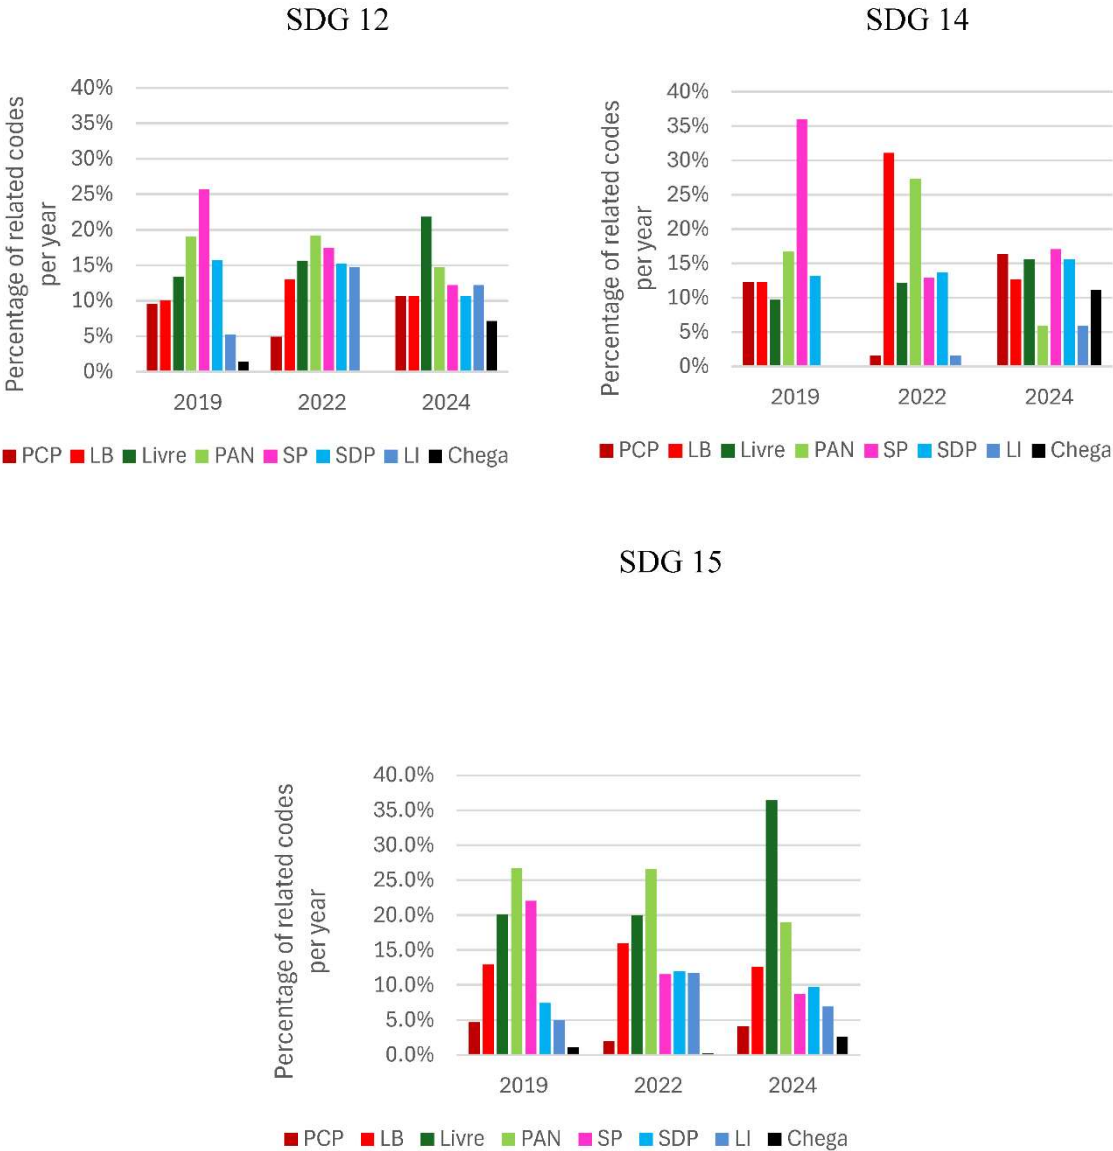 SDG 12
Percentage of related codes
per year
40%
35%
30%
25%
20%
15%
10%
5%
0%
2019 2022 2024
PCP LB Livre PAN SP SDP LI Chega
SDG 14
Percentage of related codes
per year
40%
35%
30%
25%
20%
15%
10%
5%
0%
2019 2022 2024
PCP LB Livre PAN SP SDP LI Chega
SDG 15
Percentage of related codes
per year
40.0%
35.0%
30.0%
25.0%
20.0%
15.0%
10.0%
5.0%
0.0%
2019 2022 2024
PCP LB Livre PAN SP SDP LI Chega